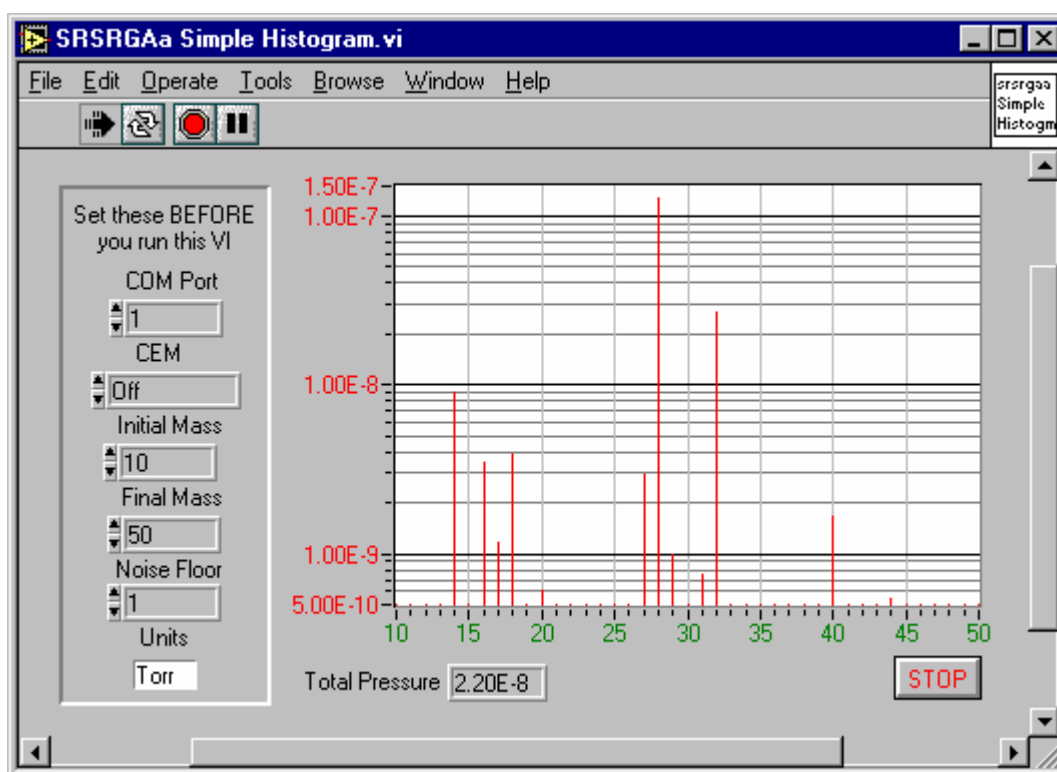 SRSRGAa Simple Histogram.vi
File Edit Operate Tools Browse Window Help
srsrgaa
Simple
Histogm
Set these BEFORE
you run this VI
COM Port
1
CEM
Off
Initial Mass
10
Final Mass
50
Noise Floor
1
Units
Torr
1.50E-7
1.00E-7
1.00E-8
1.00E-9
5.00E-10
10 15 20 25 30 35 40 45 50
Total Pressure 2.20E-8
STOP